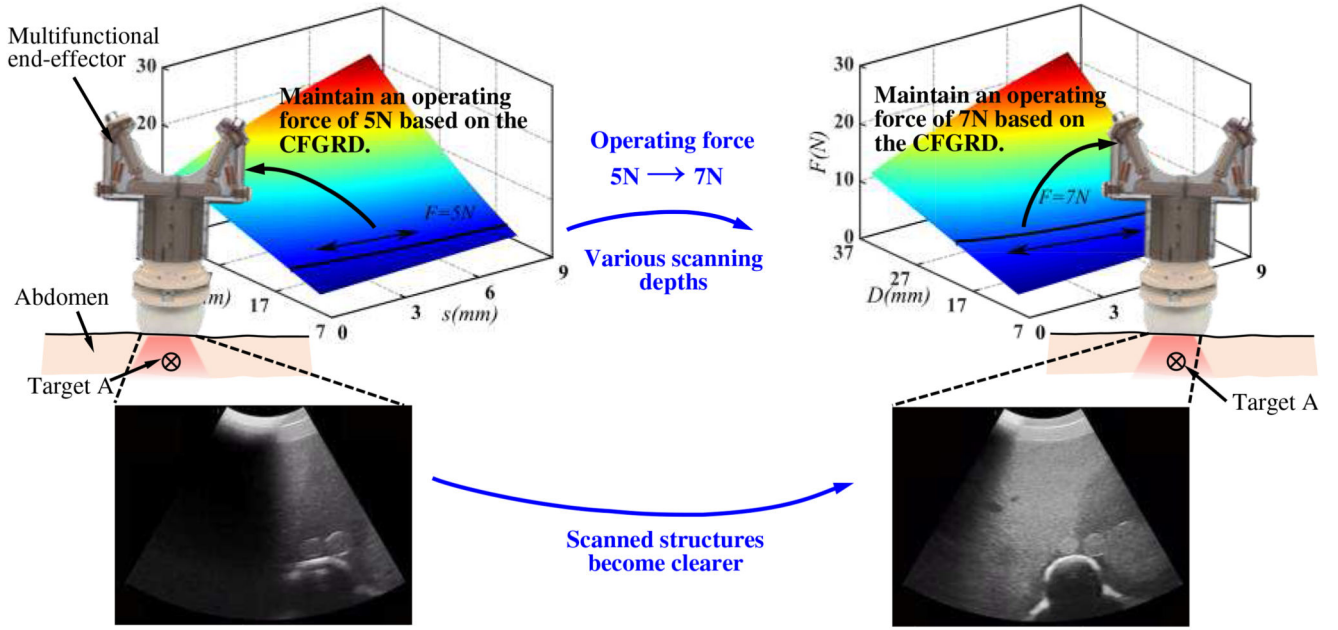 Multifunctional
end-effector
30
20
Maintain an operating
force of 5N based on the
CFGRD.
F=5N
mm)
17
7
0
3
6
9
s(mm)
Abdomen
Target A
Operating force
5N → 7N
Various scanning
depths
30
20
10
0
F(N)
Maintain an operating
force of 7N based on
the CFGRD.
F=7N
37
27
17
7
D(mm)
0
3
9
Target A
Scanned structures
become clearer